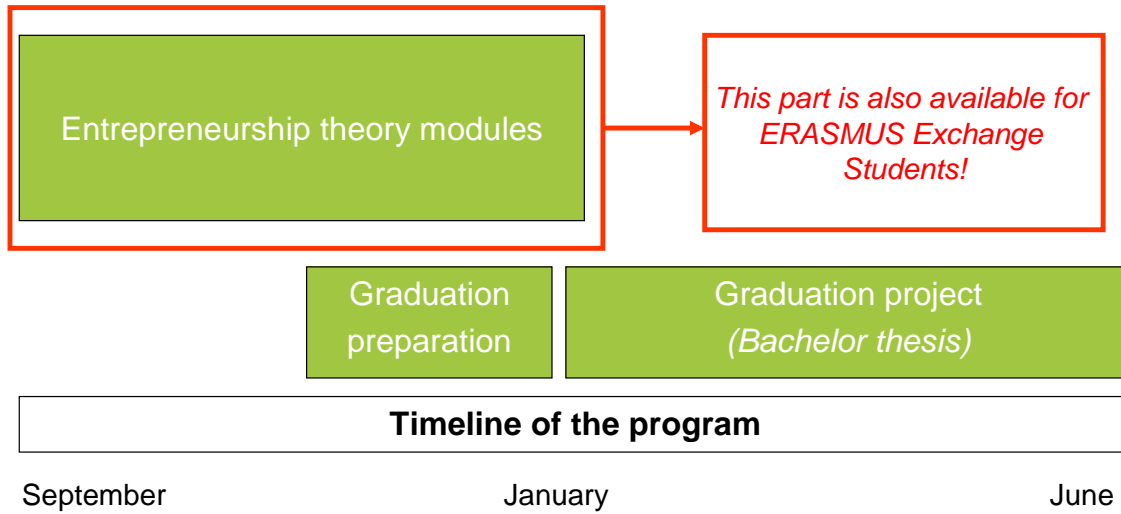 Entrepreneurship theory modules
This part is also available for
ERASMUS Exchange
Students!
Graduation
preparation
Graduation project
(Bachelor thesis)
Timeline of the program
September
January
June